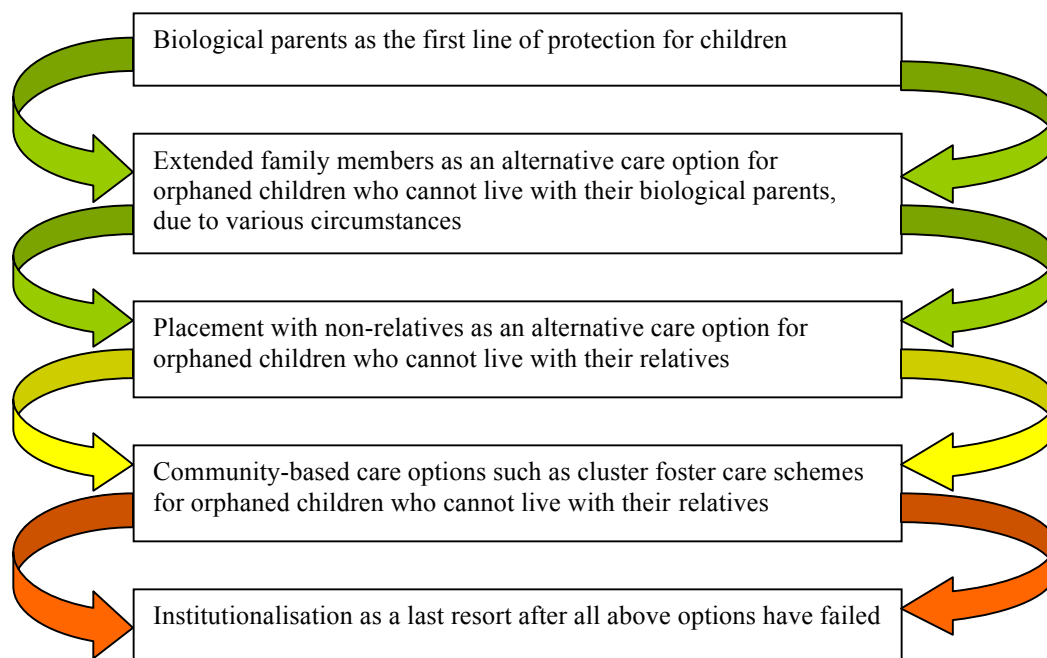 Biological parents as the first line of protection for children
Extended family members as an alternative care option for
orphaned children who cannot live with their biological parents,
due to various circumstances
Placement with non-relatives as an alternative care option for
orphaned children who cannot live with their relatives
Community-based care options such as cluster foster care schemes
for orphaned children who cannot live with their relatives
Institutionalisation as a last resort after all above options have failed